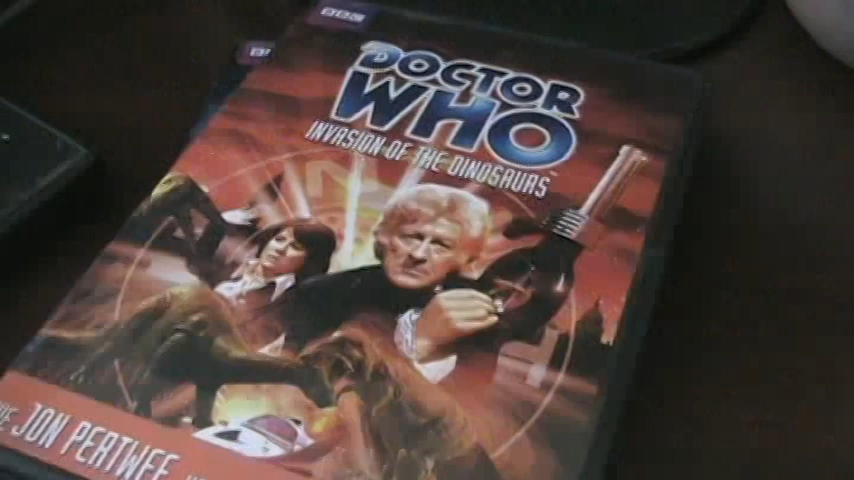 BBC
DOCTOR
WHO
INVASION OF THE DINOSAURS
JON PERTWEE